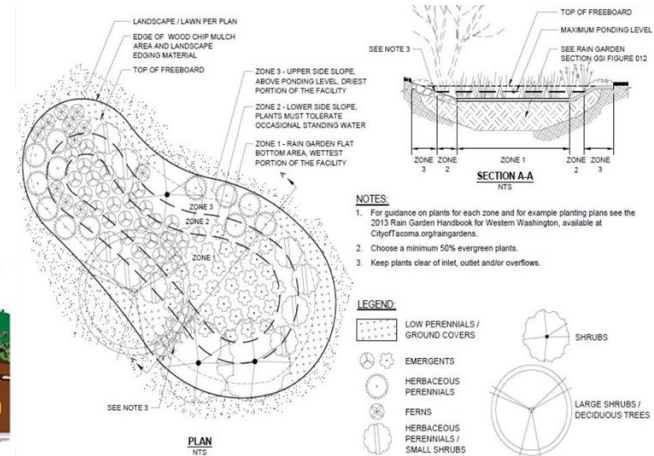 LANDSCAPE / LAWN PER PLAN
EDGE OF WOOD CHIP MULCH
AREA AND LANDSCAPE
EDGING MATERIAL
TOP OF FREEBOARD
ZONE 3 - UPPER SIDE SLOPE,
ABOVE PONDING LEVEL, DRIEST
PORTION OF THE FACILITY
ZONE 2 - LOWER SIDE SLOPE,
PLANTS MUST TOLERATE
OCCASIONAL STANDING WATER
ZONE 1 - RAIN GARDEN FLAT
BOTTOM AREA, WETTEST
PORTION OF THE FACILITY
A
ZONE 3
ZONE 2
ZONE 1
A
SEE NOTE 3
PLAN
NTS
TOP OF FREEBOARD
MAXIMUM PONDING LEVEL
SEE NOTE 3
SEE RAIN GARDEN
SECTION GSI FIGURE 012
ZONE
3
ZONE
2
ZONE 1
ZONE
2
ZONE
3
SECTION A-A
NTS
NOTES:
1. For guidance on plants for each zone and for example planting plans see the
2013 Rain Garden Handbook for Western Washington, available at
CityofTacoma.org/raingardens.
2. Choose a minimum 50% evergreen plants.
3. Keep plants clear of inlet, outlet and/or overflows.
LEGEND:
LOW PERENNIALS /
GROUND COVERS
EMERGENTS
HERBACEOUS
PERENNIALS
FERNS
HERBACEOUS
PERENNIALS /
SMALL SHRUBS
SHRUBS
LARGE SHRUBS /
DECIDUOUS TREES